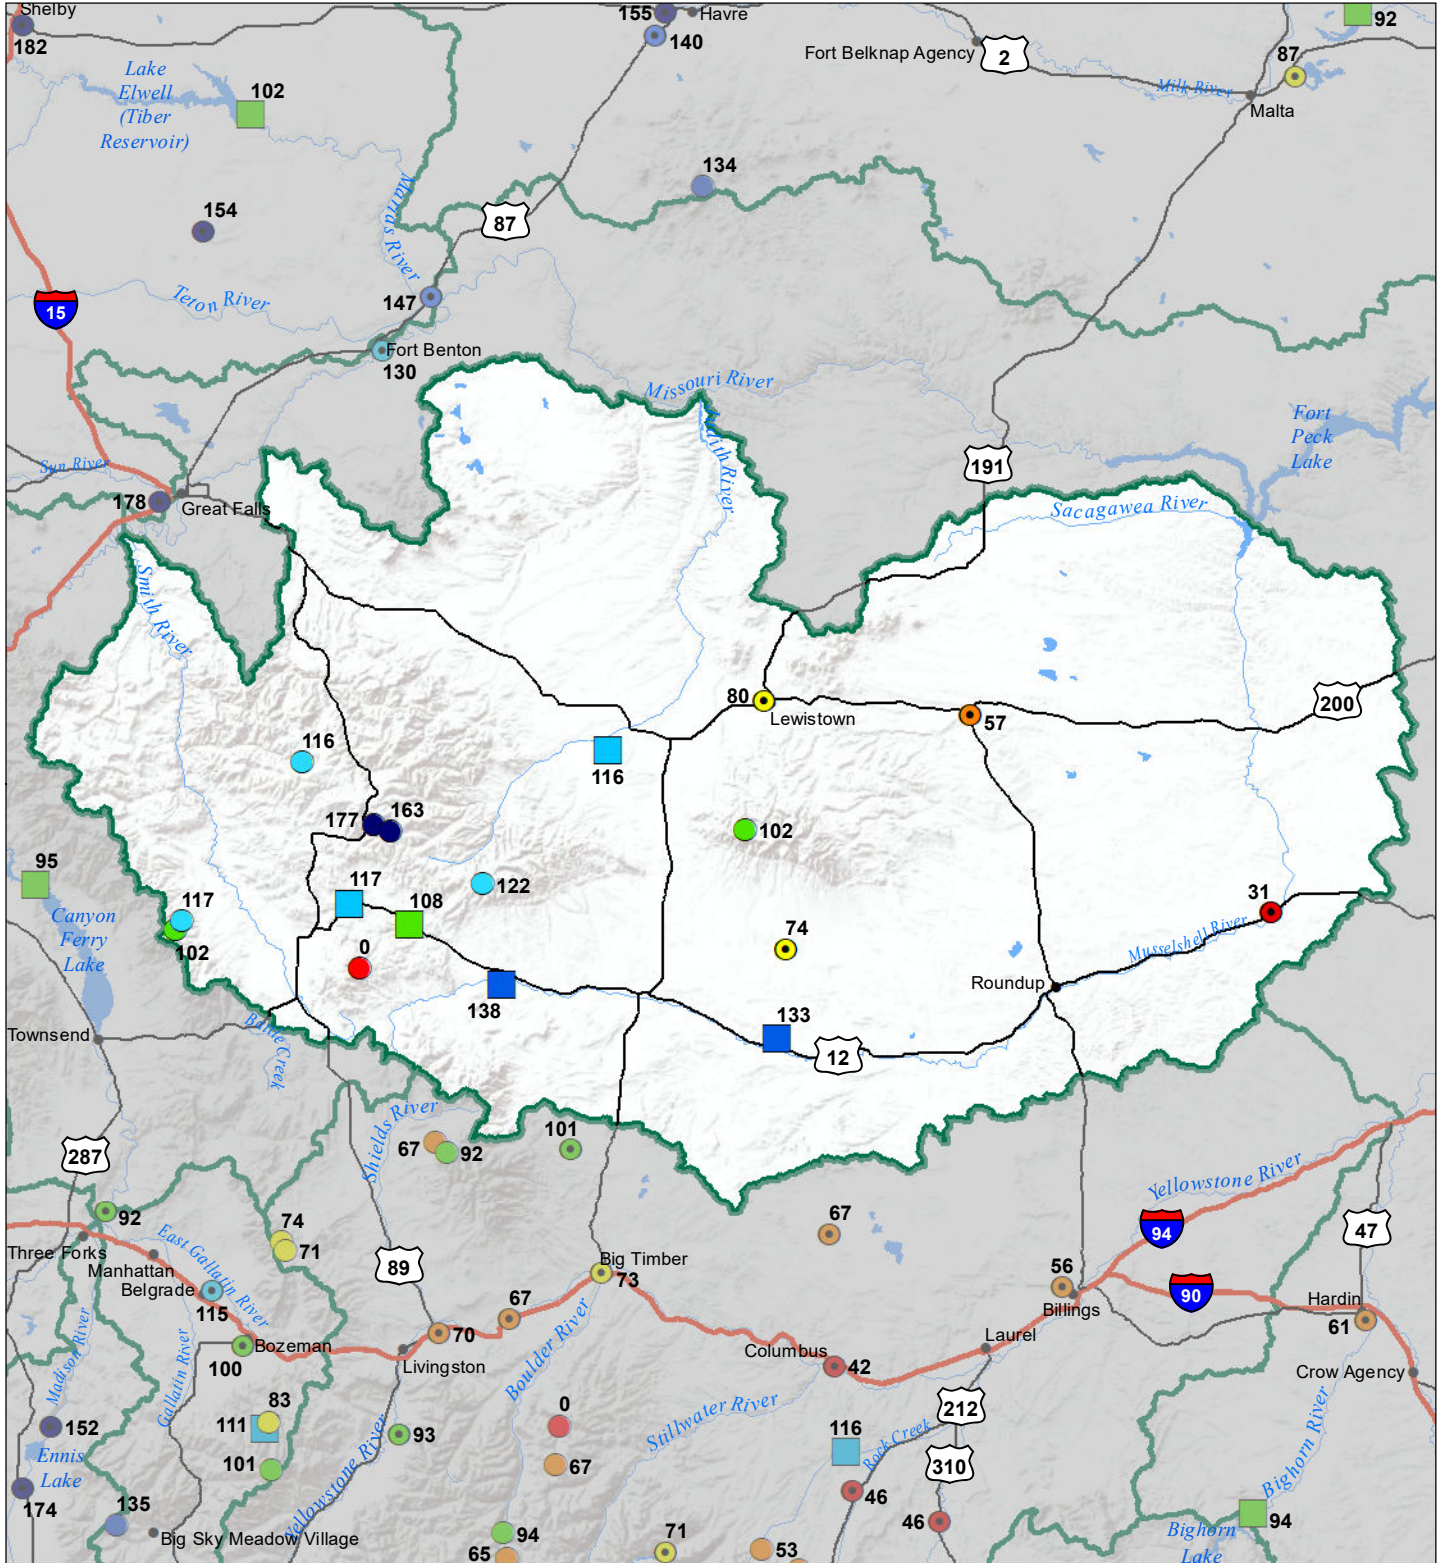 Shelby
182
155
Havre
140
Fort Belknap Agency
2
92
87
Milk River
Malta
Lake
Elwell
(Tiber
Reservoir)
102
134
154
Marias River
87
147
Teton River
15
Fort Benton
130
Missouri River
Judith River
Fort
Peck
Lake
191
Sun River
178
Great Falls
Sacagawea River
Smith River
80
Lewistown
57
200
116
116
177
163
102
95
117
122
117
108
31
Canyon
Ferry
Lake
102
0
74
Musselshell River
138
Roundup
133
12
Townsend
Battle Creek
Shields River
67
92
101
287
Yellowstone River
92
74
71
67
94
47
Three Forks
Manhattan
Belgrade
115
East Gallatin River
89
Big Timber
73
56
Billings
90
Hardin
61
67
70
Bozeman
100
Livingston
Boulder River
Columbus
42
Laurel
Crow Agency
Madison River
Gallatin River
83
111
93
0
Stillwater River
116
Rock Creek
212
310
152
Ennis
Lake
101
67
46
Bighorn River
174
135
Big Sky Meadow Village
Yellowstone River
94
65
71
53
46
94
Bighorn
Lake